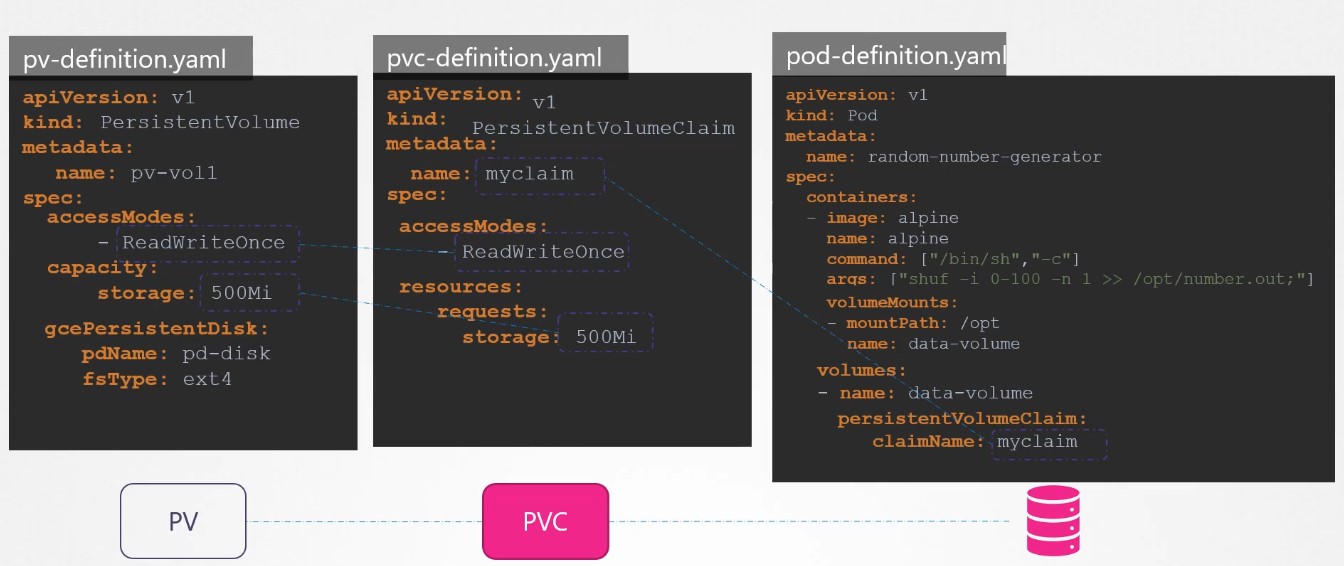 pv-definition.yaml
apiVersion: v1
kind: PersistentVolume
metadata:
name: pv-vol1
spec:
accessModes:
- ReadWriteOnce
capacity:
storage: 500Mi
gcePersistentDisk:
pdName: pd-disk
fsType: ext4
pvc-definition.yaml
apiVersion: v1
kind: PersistentVolumeClaim
metadata:
name: myclaim
spec:
accessModes:
- ReadWriteOnce
resources:
requests:
storage: 500Mi
pod-definition.yaml
apiVersion: v1
kind: Pod
metadata:
name: random-number-generator
spec:
containers:
- image: alpine
name: alpine
command: ["/bin/sh","-c"]
args: ["shuf -i 0-100 -n 1 >> /opt/number.out;"]
volumeMounts:
- mountPath: /opt
name: data-volume
volumes:
- name: data-volume
persistentVolumeClaim:
claimName: myclaim
PV
PVC